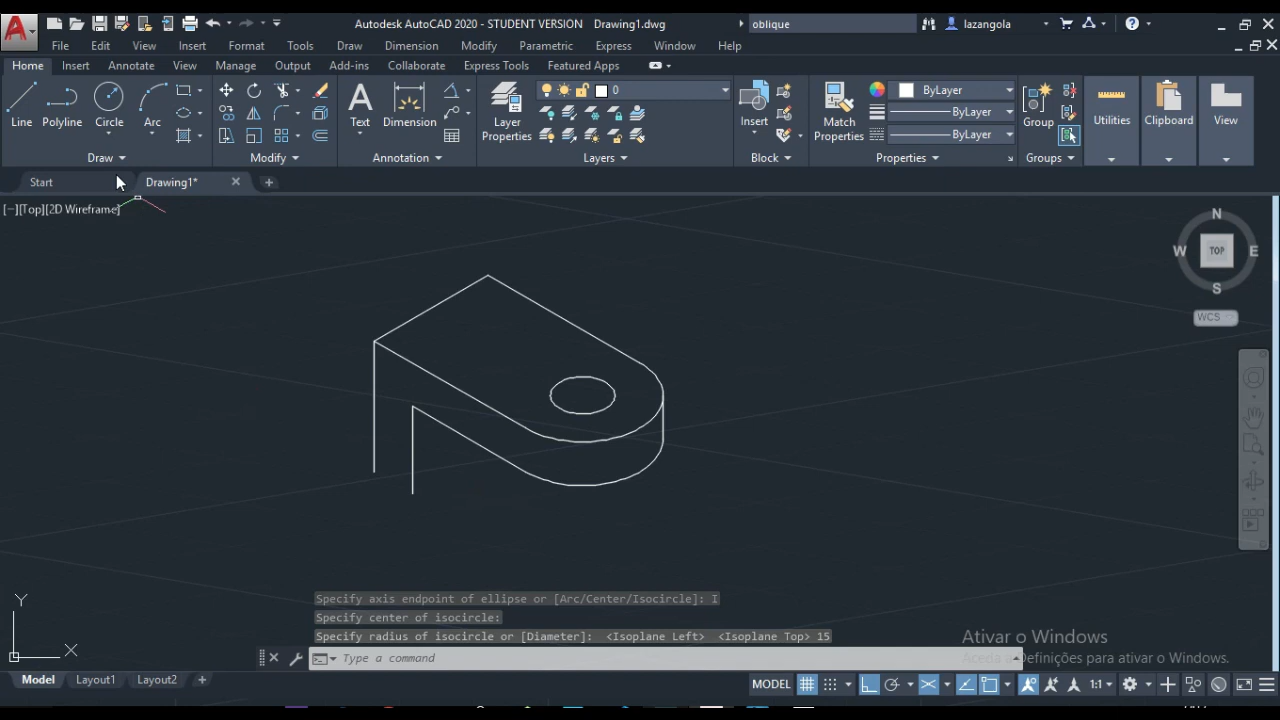 Autodesk AutoCAD 2020 - STUDENT VERSION Drawing1.dwg oblique lazangola
File Edit View Insert Format Tools Draw Dimension Modify Parametric Express Window Help
Home Insert Annotate View Manage Output Add-ins Collaborate Express Tools Featured Apps
Line Polyline Circle Arc Text Dimension Layer Properties 0 Insert Match Properties ByLayer ByLayer ByLayer Group Utilities Clipboard View
Draw Modify Annotation Layers Block Properties Groups
Start Drawing1*
[−][Top][2D Wireframe]
N
W TOP E
S
WCS
Specify axis endpoint of ellipse or [Arc/Center/Isocircle]: I
Specify center of isocircle:
Specify radius of isocircle or [Diameter]: <Isoplane Left> <Isoplane Top> 15
Y
X
Type a command
Ativar o Windows
Aceda a Definições para ativar o Windows.
Model Layout1 Layout2 MODEL 1:1